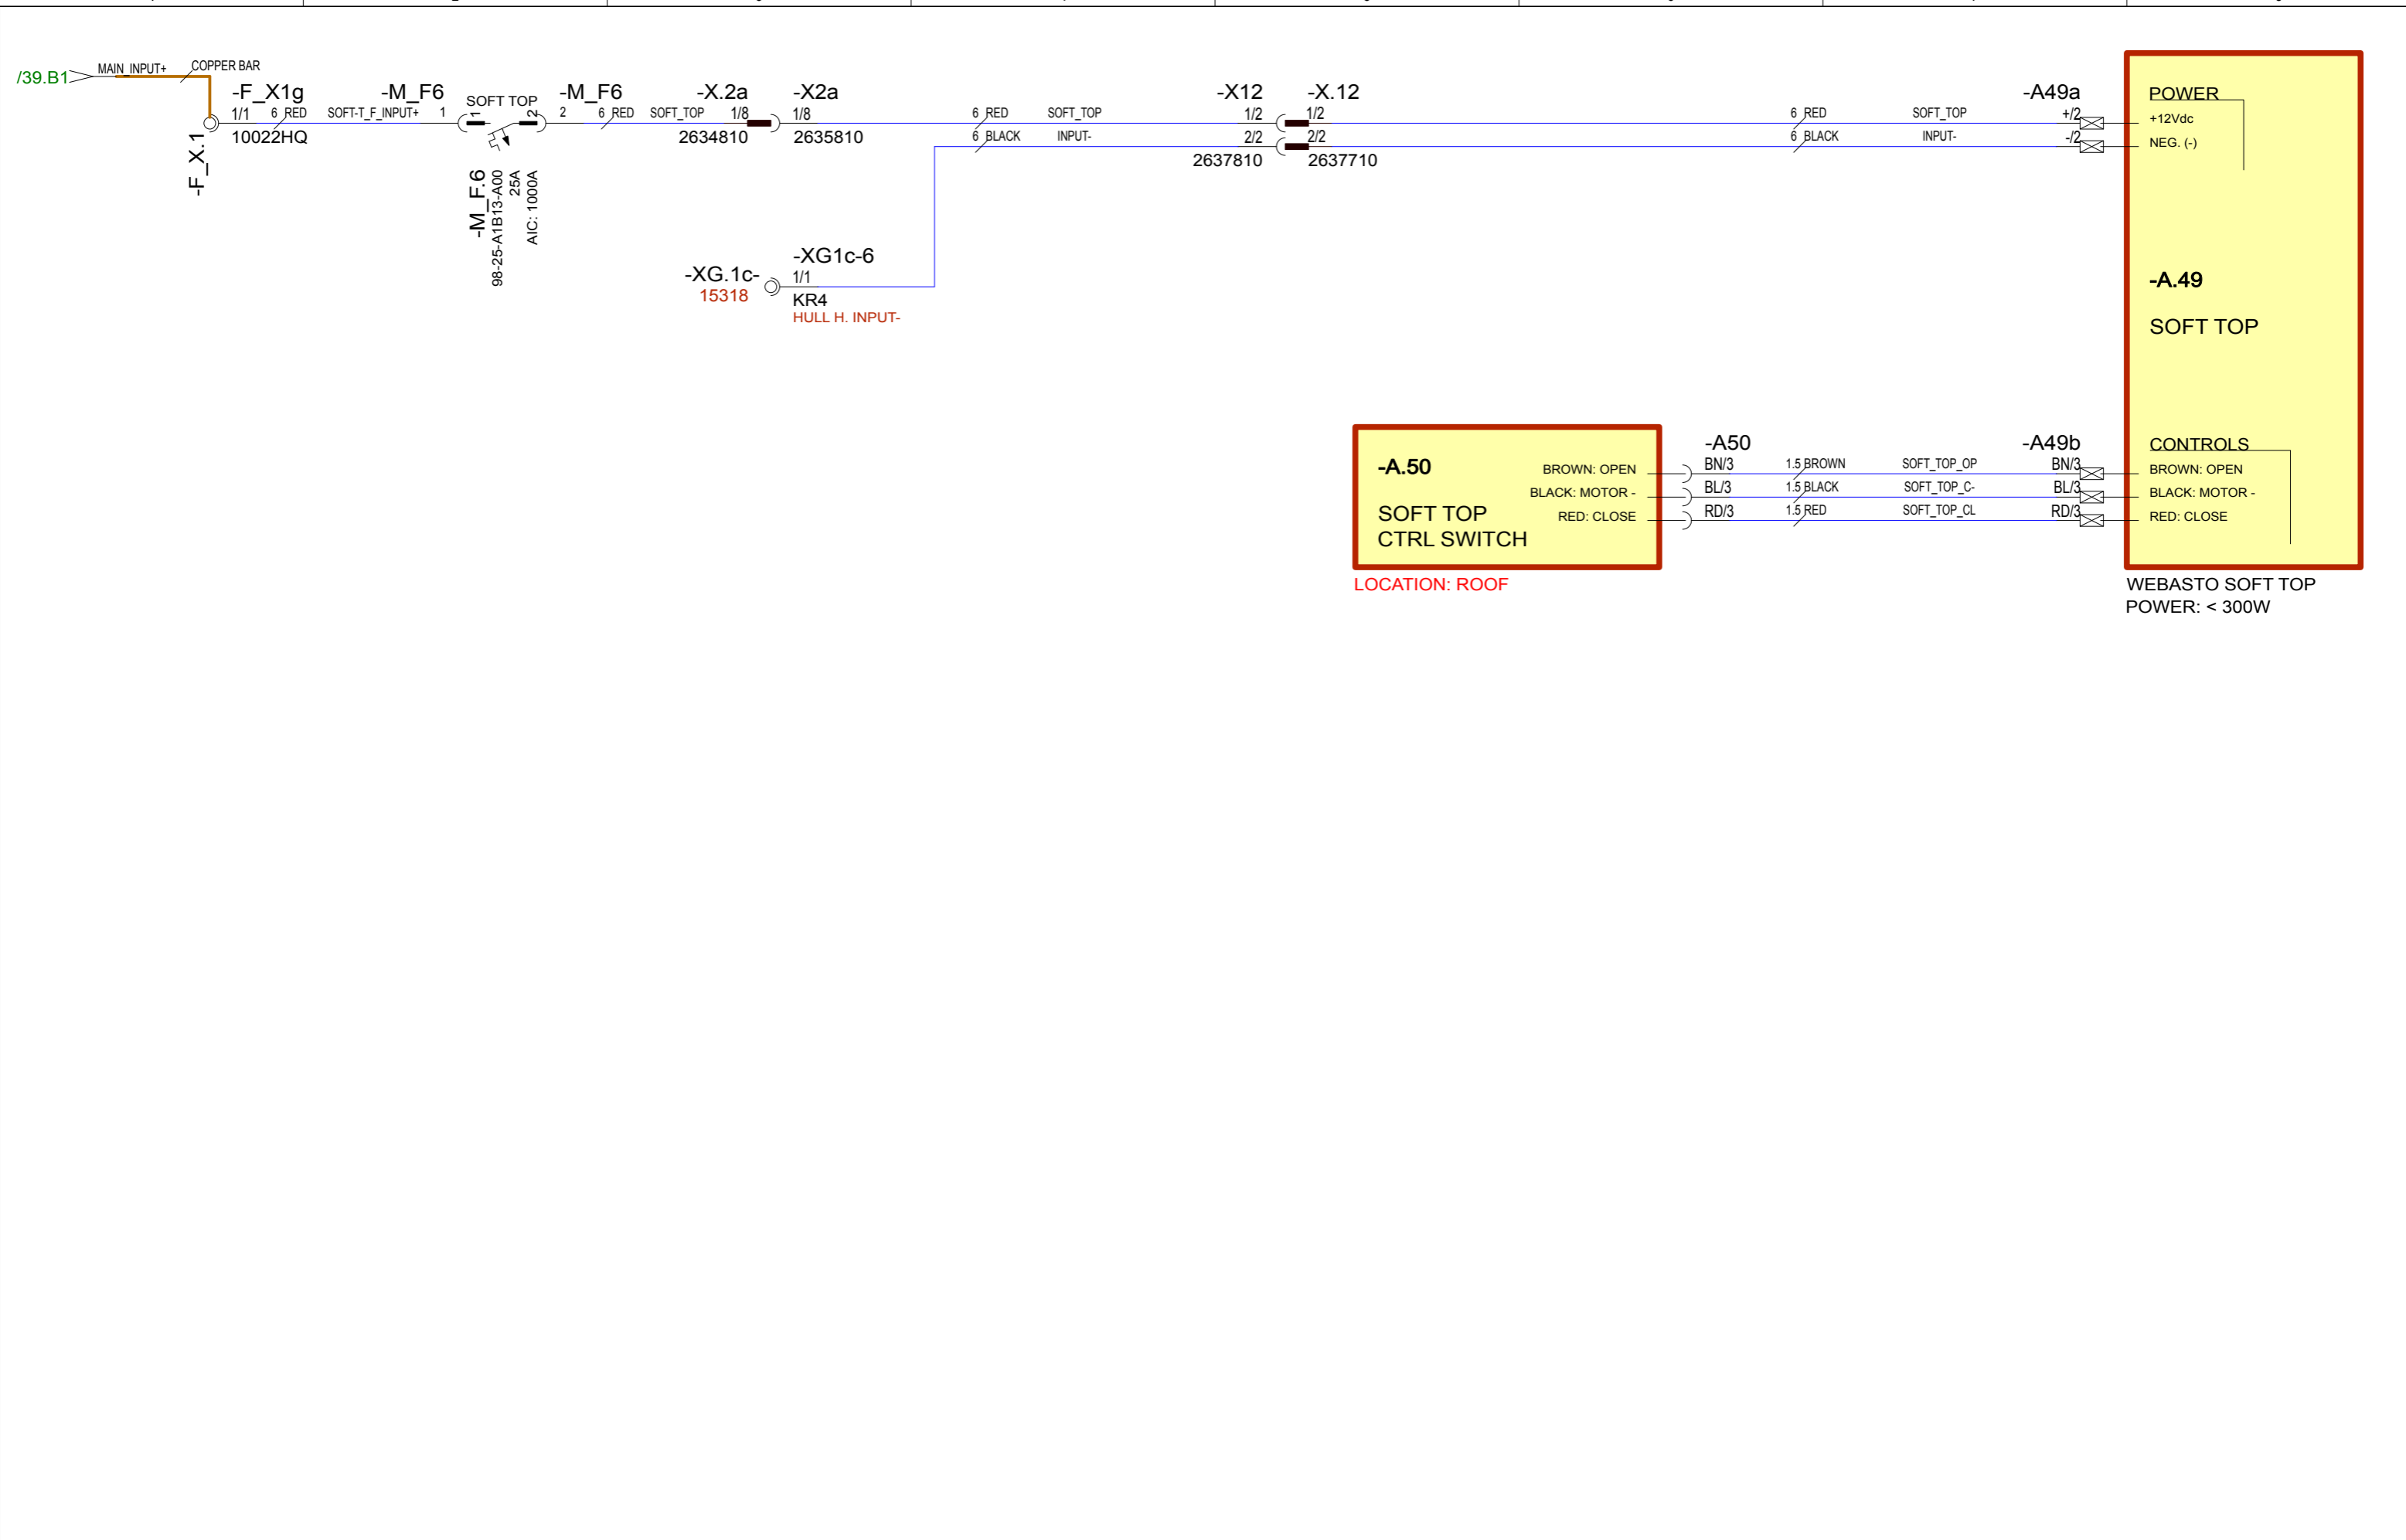 /39.B1
MAIN_INPUT+
COPPER BAR
-F_X.1
-F_X1g
1/1
6 RED
SOFT-T_F_INPUT+
10022HQ
-M_F6
1
SOFT TOP
1
2
-M_F.6
98-25-A1B13-A00
25A
AIC: 1000A
-M_F6
2
6 RED
SOFT_TOP
-X.2a
1/8
2634810
-X2a
1/8
2635810
6 RED
SOFT_TOP
6 BLACK
INPUT-
-XG.1c-
15318
-XG1c-6
1/1
KR4
HULL H. INPUT-
-X12
1/2
2/2
2637810
-X.12
1/2
2/2
2637710
6 RED
SOFT_TOP
6 BLACK
INPUT-
-A49a
+/2
-/2
POWER
+12Vdc
NEG. (-)
-A.49
SOFT TOP
CONTROLS
BROWN: OPEN
BLACK: MOTOR -
RED: CLOSE
WEBASTO SOFT TOP
POWER: < 300W
-A.50
SOFT TOP
CTRL SWITCH
BROWN: OPEN
BLACK: MOTOR -
RED: CLOSE
LOCATION: ROOF
-A50
BN/3
1.5 BROWN
SOFT_TOP_OP
BL/3
1.5 BLACK
SOFT_TOP_C-
RD/3
1.5 RED
SOFT_TOP_CL
-A49b
BN/3
BL/3
RD/3